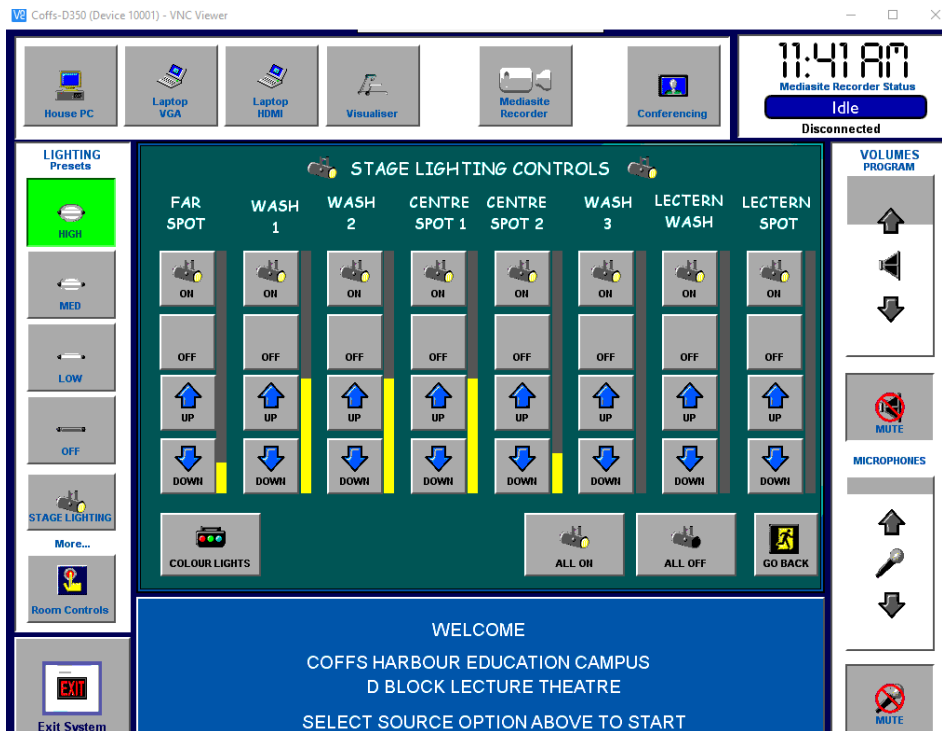 V2 Coffs-D350 (Device 10001) - VNC Viewer
House PC
Laptop
VGA
Laptop
HDMI
Visualiser
Mediasite
Recorder
Conferencing
11:41 AM
Mediasite Recorder Status
Idle
Disconnected
LIGHTING
Presets
HIGH
MED
LOW
OFF
STAGE LIGHTING
More...
Room Controls
EXIT
Exit System
STAGE LIGHTING CONTROLS
FAR
SPOT
WASH
1
WASH
2
CENTRE
SPOT 1
CENTRE
SPOT 2
WASH
3
LECTERN
WASH
LECTERN
SPOT
ON ON ON ON ON ON ON ON
OFF OFF OFF OFF OFF OFF OFF OFF
UP UP UP UP UP UP UP UP
DOWN DOWN DOWN DOWN DOWN DOWN DOWN DOWN
COLOUR LIGHTS
ALL ON
ALL OFF
GO BACK
WELCOME
COFFS HARBOUR EDUCATION CAMPUS
D BLOCK LECTURE THEATRE
SELECT SOURCE OPTION ABOVE TO START
VOLUMES
PROGRAM
MUTE
MICROPHONES
MUTE